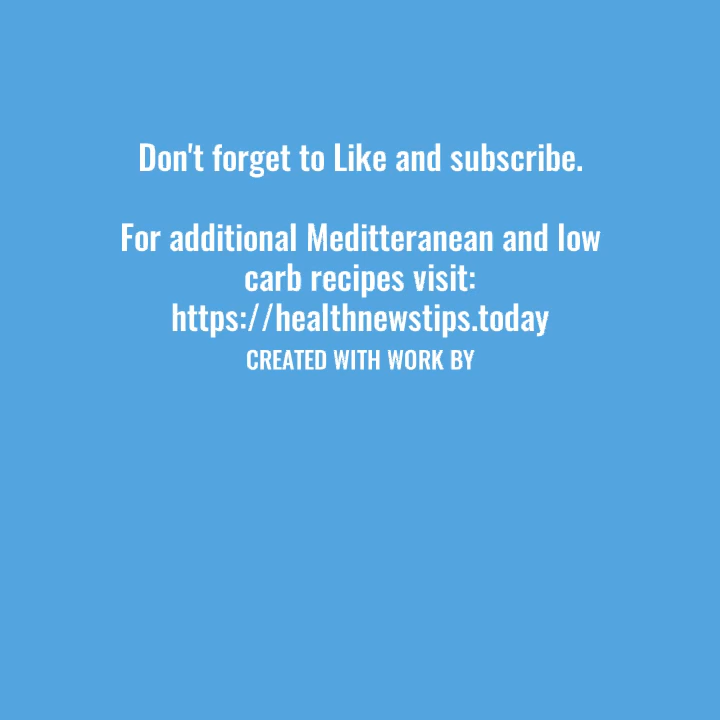 Don't forget to Like and subscribe.
For additional Meditteranean and low
carb recipes visit:
https://healthnewstips.today
CREATED WITH WORK BY